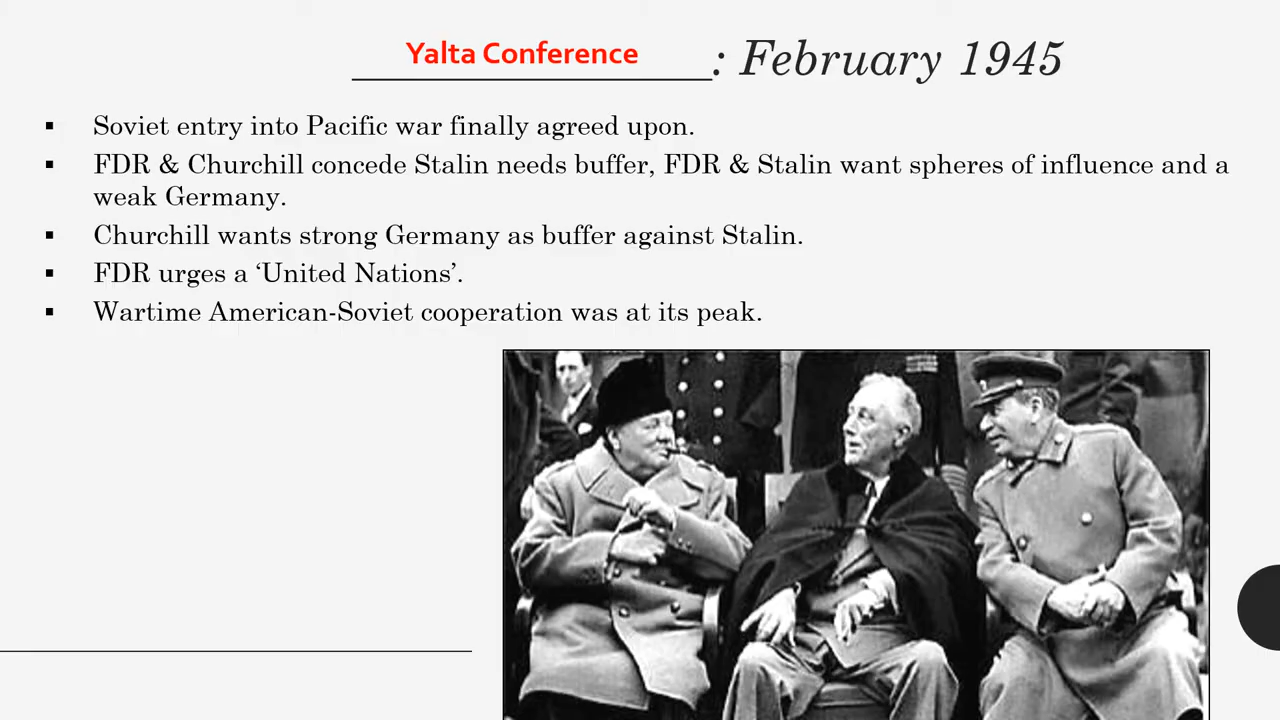 Yalta Conference: February 1945
▪ Soviet entry into Pacific war finally agreed upon.
▪ FDR & Churchill concede Stalin needs buffer, FDR & Stalin want spheres of influence and a
weak Germany.
▪ Churchill wants strong Germany as buffer against Stalin.
▪ FDR urges a ‘United Nations’.
▪ Wartime American-Soviet cooperation was at its peak.